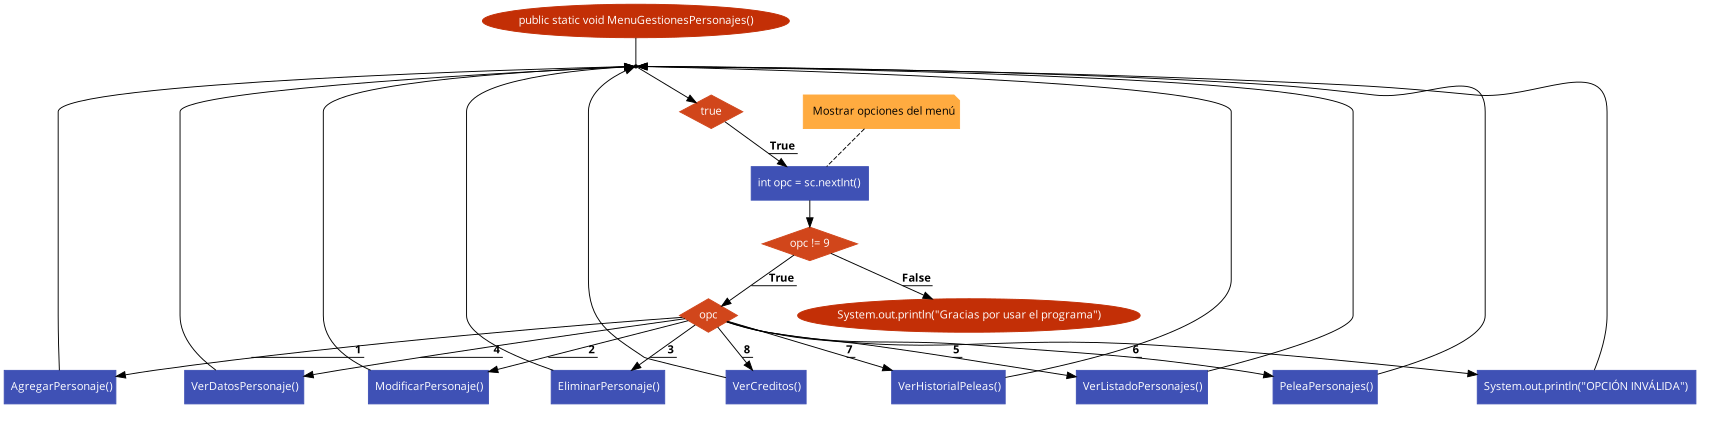 public static void MenuGestionesPersonajes()
true
Mostrar opciones del menú
True
int opc = sc.nextInt()
opc != 9
True
False
opc
System.out.println("Gracias por usar el programa")
1
4
2
3
8
7
5
6
AgregarPersonaje()
VerDatosPersonaje()
ModificarPersonaje()
EliminarPersonaje()
VerCreditos()
VerHistorialPeleas()
VerListadoPersonajes()
PeleaPersonajes()
System.out.println("OPCIÓN INVÁLIDA")